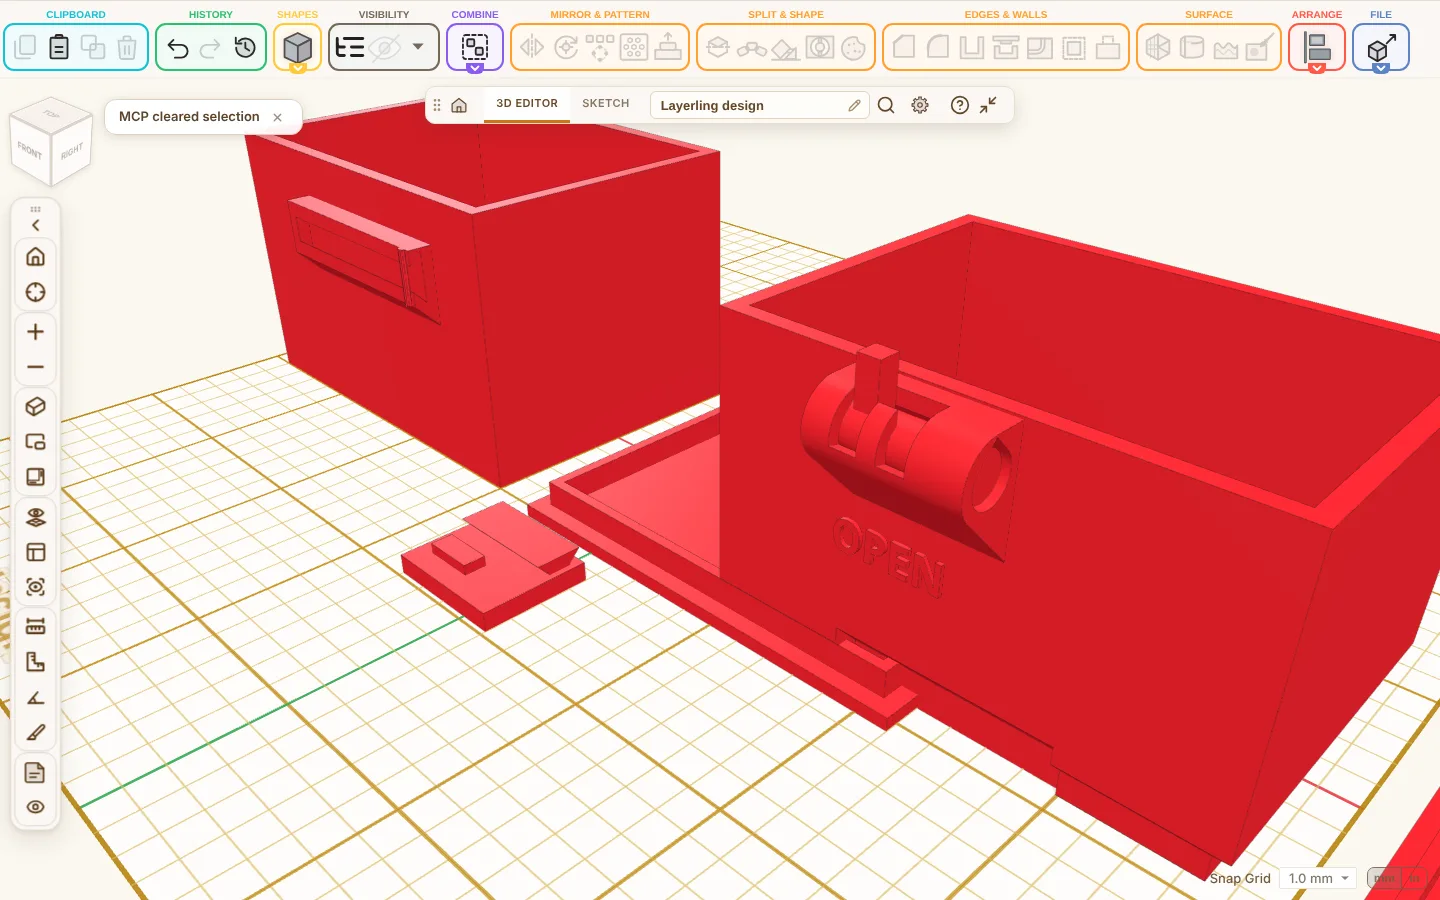 CLIPBOARD
HISTORY
SHAPES
VISIBILITY
COMBINE
MIRROR & PATTERN
SPLIT & SHAPE
EDGES & WALLS
SURFACE
ARRANGE
FILE
TOP
FRONT
RIGHT
MCP cleared selection
3D EDITOR
SKETCH
Layerling design
OPEN
Snap Grid
1.0 mm